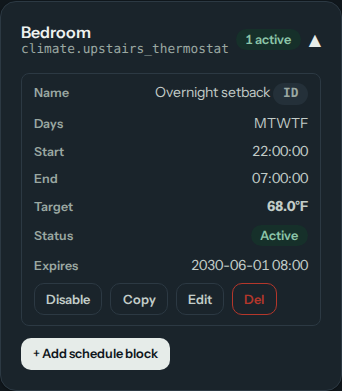 Bedroom
climate.upstairs_thermostat 1 active ▲
Name Overnight setback ID
Days MTWTF
Start 22:00:00
End 07:00:00
Target 68.0°F
Status Active
Expires 2030-06-01 08:00
Disable Copy Edit Del
+ Add schedule block